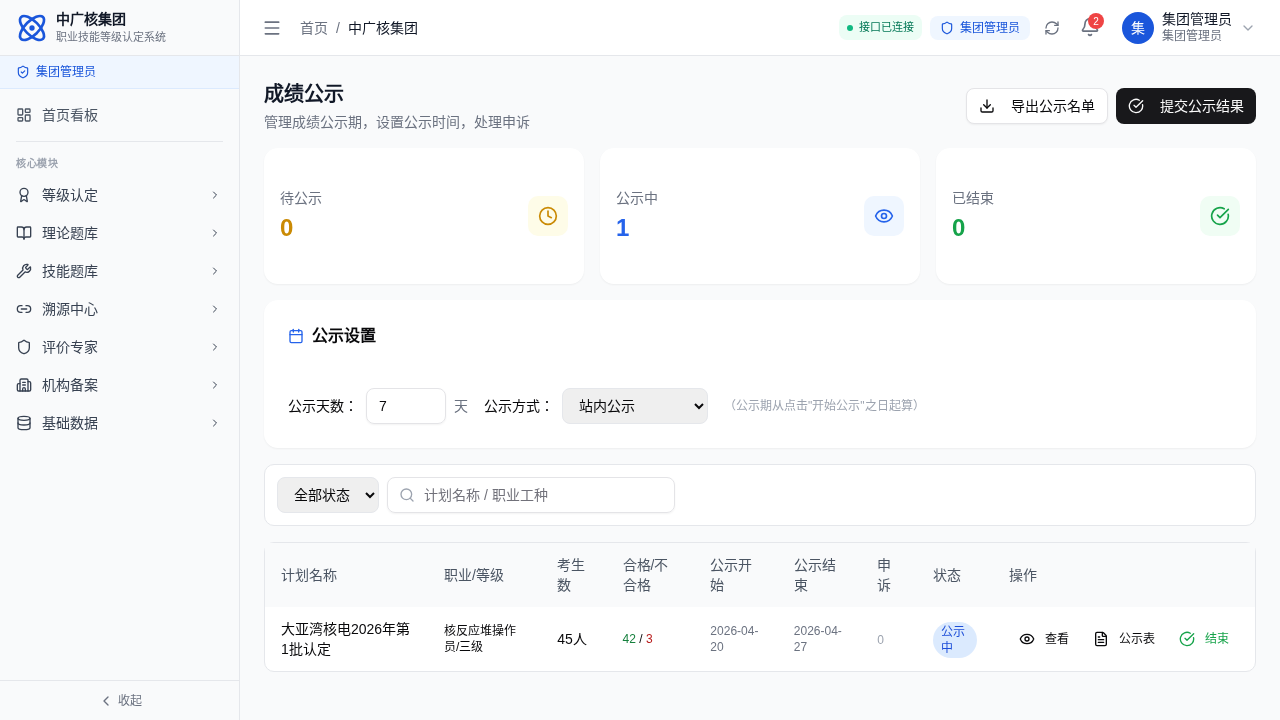 中广核集团
职业技能等级认定系统
集团管理员
首页看板
核心模块
等级认定
理论题库
技能题库
溯源中心
评价专家
机构备案
基础数据
收起
首页 / 中广核集团
接口已连接
集团管理员
2
集
集团管理员
集团管理员
成绩公示
管理成绩公示期，设置公示时间，处理申诉
导出公示名单
提交公示结果
待公示
0
公示中
1
已结束
0
公示设置
公示天数： 7 天 公示方式： 站内公示 （公示期从点击"开始公示"之日起算）
全部状态 计划名称 / 职业工种
计划名称 职业/等级 考生数 合格/不合格 公示开始 公示结束 申诉 状态 操作
大亚湾核电2026年第1批认定 核反应堆操作员/三级 45人 42 / 3 2026-04-20 2026-04-27 0 公示中 查看 公示表 结束